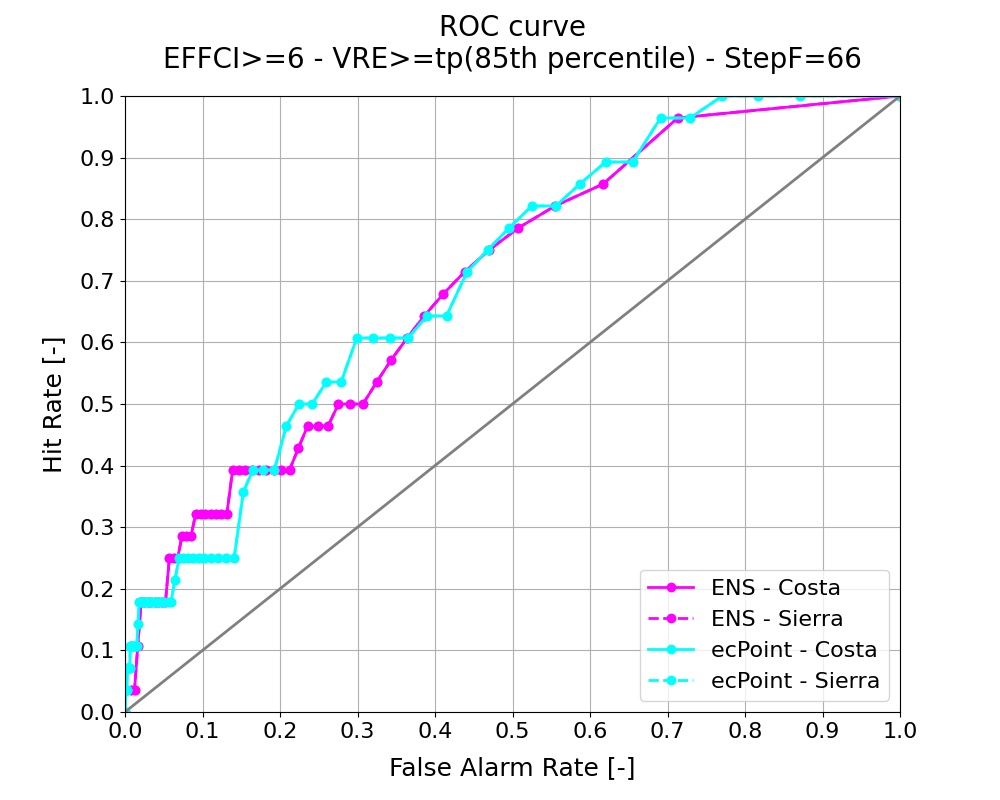 ROC curve
EFFCI>=6 - VRE>=tp(85th percentile) - StepF=66
1.0
0.9
0.8
0.7
0.6
0.5
0.4
0.3
0.2
0.1
0.0
Hit Rate [-]
ENS - Costa
ENS - Sierra
ecPoint - Costa
ecPoint - Sierra
0.0 0.1 0.2 0.3 0.4 0.5 0.6 0.7 0.8 0.9 1.0
False Alarm Rate [-]